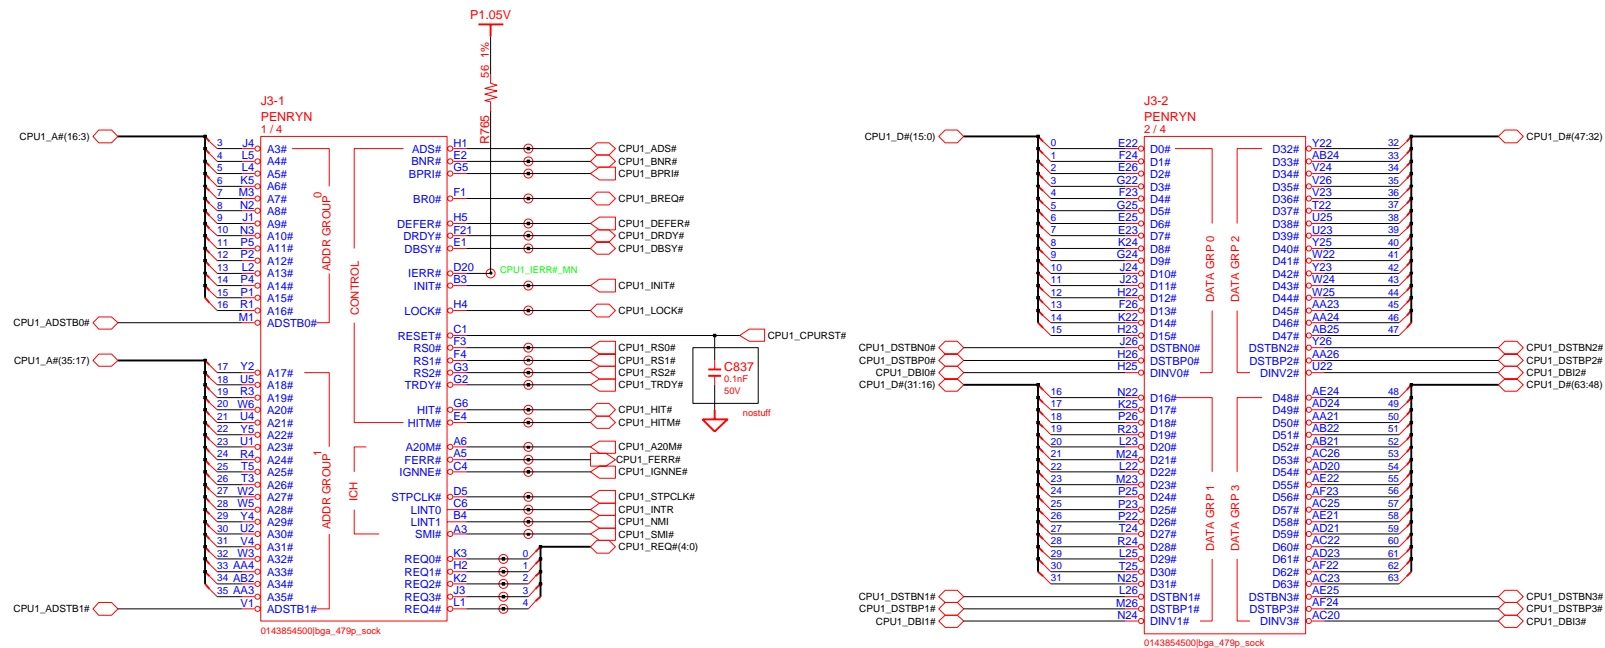 P1.05V
56 1%
R765
J3-1
PENRYN
1 / 4
CPU1_A#(16:3)
3 J4 A3#
4 L5 A4#
5 L4 A5#
6 K5 A6#
7 M3 A7#
8 N2 A8#
9 J1 A9#
10 N3 A10#
11 P5 A11#
12 P2 A12#
13 L2 A13#
14 P4 A14#
15 P1 A15#
16 R1 A16#
CPU1_ADSTB0# M1 ADSTB0#
ADDR GROUP 0
CPU1_A#(35:17)
17 Y2 A17#
18 U5 A18#
19 R3 A19#
20 W6 A20#
21 U4 A21#
22 Y5 A22#
23 U1 A23#
24 R4 A24#
25 T5 A25#
26 T3 A26#
27 W2 A27#
28 W5 A28#
29 Y4 A29#
30 U2 A30#
31 V4 A31#
32 W3 A32#
33 AA4 A33#
34 AB2 A34#
35 AA3 A35#
CPU1_ADSTB1# V1 ADSTB1#
ADDR GROUP 1
CONTROL
ICH
ADS# H1 CPU1_ADS#
BNR# E2 CPU1_BNR#
BPRI# G5 CPU1_BPRI#
BR0# F1 CPU1_BREQ#
DEFER# H5 CPU1_DEFER#
DRDY# F21 CPU1_DRDY#
DBSY# E1 CPU1_DBSY#
IERR# D20 CPU1_IERR#_MN
INIT# B3 CPU1_INIT#
LOCK# H4 CPU1_LOCK#
RESET# C1 CPU1_CPURST#
RS0# F3 CPU1_RS0#
RS1# F4 CPU1_RS1#
RS2# G3 CPU1_RS2#
TRDY# G2 CPU1_TRDY#
HIT# G6 CPU1_HIT#
HITM# E4 CPU1_HITM#
A20M# A6 CPU1_A20M#
FERR# A5 CPU1_FERR#
IGNNE# C4 CPU1_IGNNE#
STPCLK# D5 CPU1_STPCLK#
LINT0 C6 CPU1_INTR
LINT1 B4 CPU1_NMI
SMI# A3 CPU1_SMI#
CPU1_REQ#(4:0)
REQ0# K3 0
REQ1# H2 1
REQ2# K2 2
REQ3# J3 3
REQ4# L1 4
0143854500|bga_479p_sock
C837
0.1nF
50V
nostuff
J3-2
PENRYN
2 / 4
CPU1_D#(15:0)
0 E22 D0#
1 F24 D1#
2 E26 D2#
3 G22 D3#
4 F23 D4#
5 G25 D5#
6 E25 D6#
7 E23 D7#
8 K24 D8#
9 G24 D9#
10 J24 D10#
11 J23 D11#
12 H22 D12#
13 F26 D13#
14 K22 D14#
15 H23 D15#
CPU1_DSTBN0# J26 DSTBN0#
CPU1_DSTBP0# H26 DSTBP0#
CPU1_DBI0# H25 DINV0#
DATA GRP 0
CPU1_D#(31:16)
16 N22 D16#
17 K25 D17#
18 P26 D18#
19 R23 D19#
20 L23 D20#
21 M24 D21#
22 L22 D22#
23 M23 D23#
24 P25 D24#
25 P23 D25#
26 P22 D26#
27 T24 D27#
28 R24 D28#
29 L25 D29#
30 T25 D30#
31 N25 D31#
CPU1_DSTBN1# L26 DSTBN1#
CPU1_DSTBP1# M26 DSTBP1#
CPU1_DBI1# N24 DINV1#
DATA GRP 1
CPU1_D#(47:32)
D32# Y22 32
D33# AB24 33
D34# V24 34
D35# V26 35
D36# V23 36
D37# T22 37
D38# U25 38
D39# U23 39
D40# Y25 40
D41# W22 41
D42# Y23 42
D43# W24 43
D44# W25 44
D45# AA23 45
D46# AA24 46
D47# AB25 47
DSTBN2# Y26 CPU1_DSTBN2#
DSTBP2# AA26 CPU1_DSTBP2#
DINV2# U22 CPU1_DBI2#
DATA GRP 2
CPU1_D#(63:48)
D48# AE24 48
D49# AD24 49
D50# AA21 50
D51# AB22 51
D52# AB21 52
D53# AC26 53
D54# AD20 54
D55# AE22 55
D56# AF23 56
D57# AC25 57
D58# AE21 58
D59# AD21 59
D60# AC22 60
D61# AD23 61
D62# AF22 62
D63# AC23 63
DSTBN3# AE25 CPU1_DSTBN3#
DSTBP3# AF24 CPU1_DSTBP3#
DINV3# AC20 CPU1_DBI3#
DATA GRP 3
0143854500|bga_479p_sock